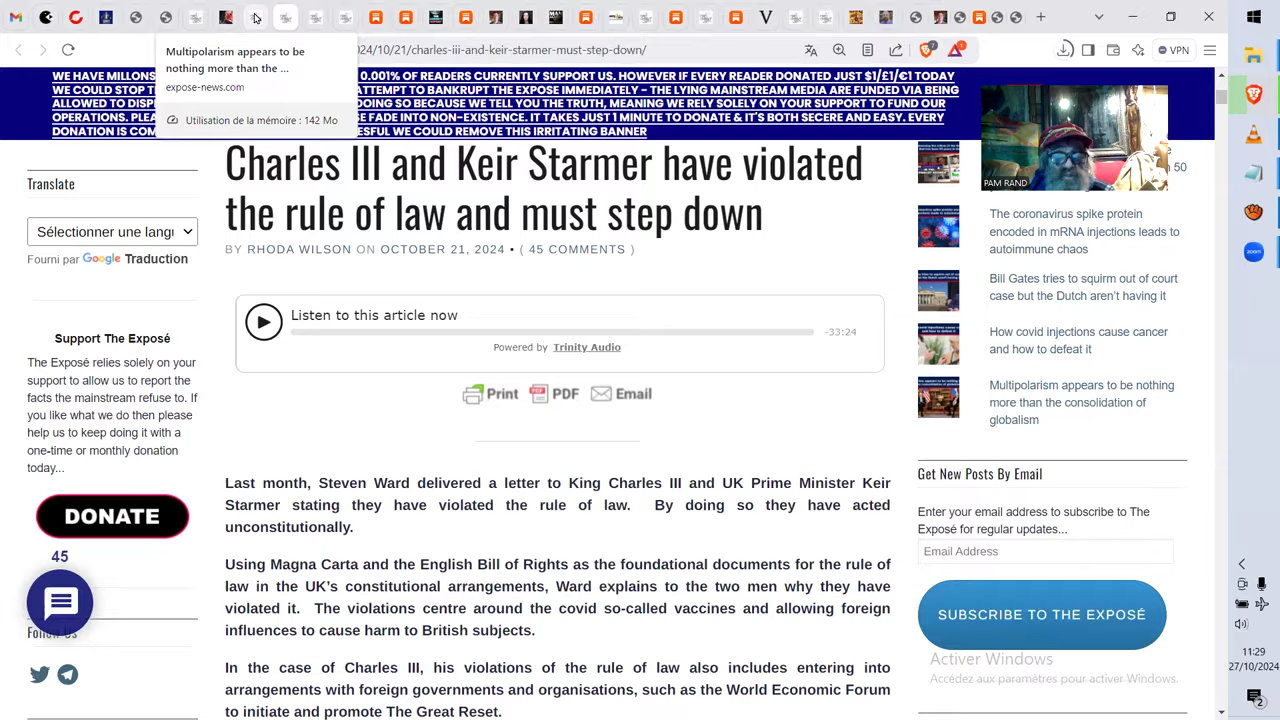 2024/10/21/charles-iii-and-keir-starmer-must-step-down/
VPN
Multipolarism appears to be
nothing more than the ...
expose-news.com
Utilisation de la mémoire : 142 Mo
WE HAVE MILLONS
0.001% OF READERS CURRENTLY SUPPORT US. HOWEVER IF EVERY READER DONATED JUST $1/£1/€1 TODAY
WE COULD STOP
ATTEMPT TO BANKRUPT THE EXPOSE IMMEDIATELY - THE LYING MAINSTREAM MEDIA ARE FUNDED VIA BEING
ALLOWED TO
DOING SO BECAUSE WE TELL YOU THE TRUTH, MEANING WE RELY SOLELY ON YOUR SUPPORT TO FUND OUR
OPERATIONS.
FADE INTO NON-EXISTENCE. IT TAKES JUST 1 MINUTE TO DONATE & IT'S BOTH SECERE AND EASY. EVERY
DONATION IS
WE COULD REMOVE THIS IRRITATING BANNER
PAM RAND
Translate
Sélectionner une langu
Fourni par Google Traduction
Support The Exposé
The Exposé relies solely on your
support to allow us to report the
facts the mainstream refuse to. If
you like what we do then please
help us to keep doing it with a
one-time or monthly donation
today...
DONATE
45
Follow Us
Charles III and Keir Starmer have violated
the rule of law and must step down
BY RHODA WILSON ON OCTOBER 21, 2024 • ( 45 COMMENTS )
Listen to this article now
-33:24
Powered by Trinity Audio
Print PDF Email
Last month, Steven Ward delivered a letter to King Charles III and UK Prime Minister Keir
Starmer stating they have violated the rule of law. By doing so they have acted
unconstitutionally.
Using Magna Carta and the English Bill of Rights as the foundational documents for the rule of
law in the UK's constitutional arrangements, Ward explains to the two men why they have
violated it. The violations centre around the covid so-called vaccines and allowing foreign
influences to cause harm to British subjects.
In the case of Charles III, his violations of the rule of law also includes entering into
arrangements with foreign governments and organisations, such as the World Economic Forum
to initiate and promote The Great Reset.
50
The coronavirus spike protein
encoded in mRNA injections leads to
autoimmune chaos
Bill Gates tries to squirm out of court
case but the Dutch aren't having it
How covid injections cause cancer
and how to defeat it
Multipolarism appears to be nothing
more than the consolidation of
globalism
Get New Posts By Email
Enter your email address to subscribe to The
Exposé for regular updates...
Email Address
SUBSCRIBE TO THE EXPOSÉ
Activer Windows
Accédez aux paramètres pour activer Windows.
zoom
11:29
27/10/2024
2